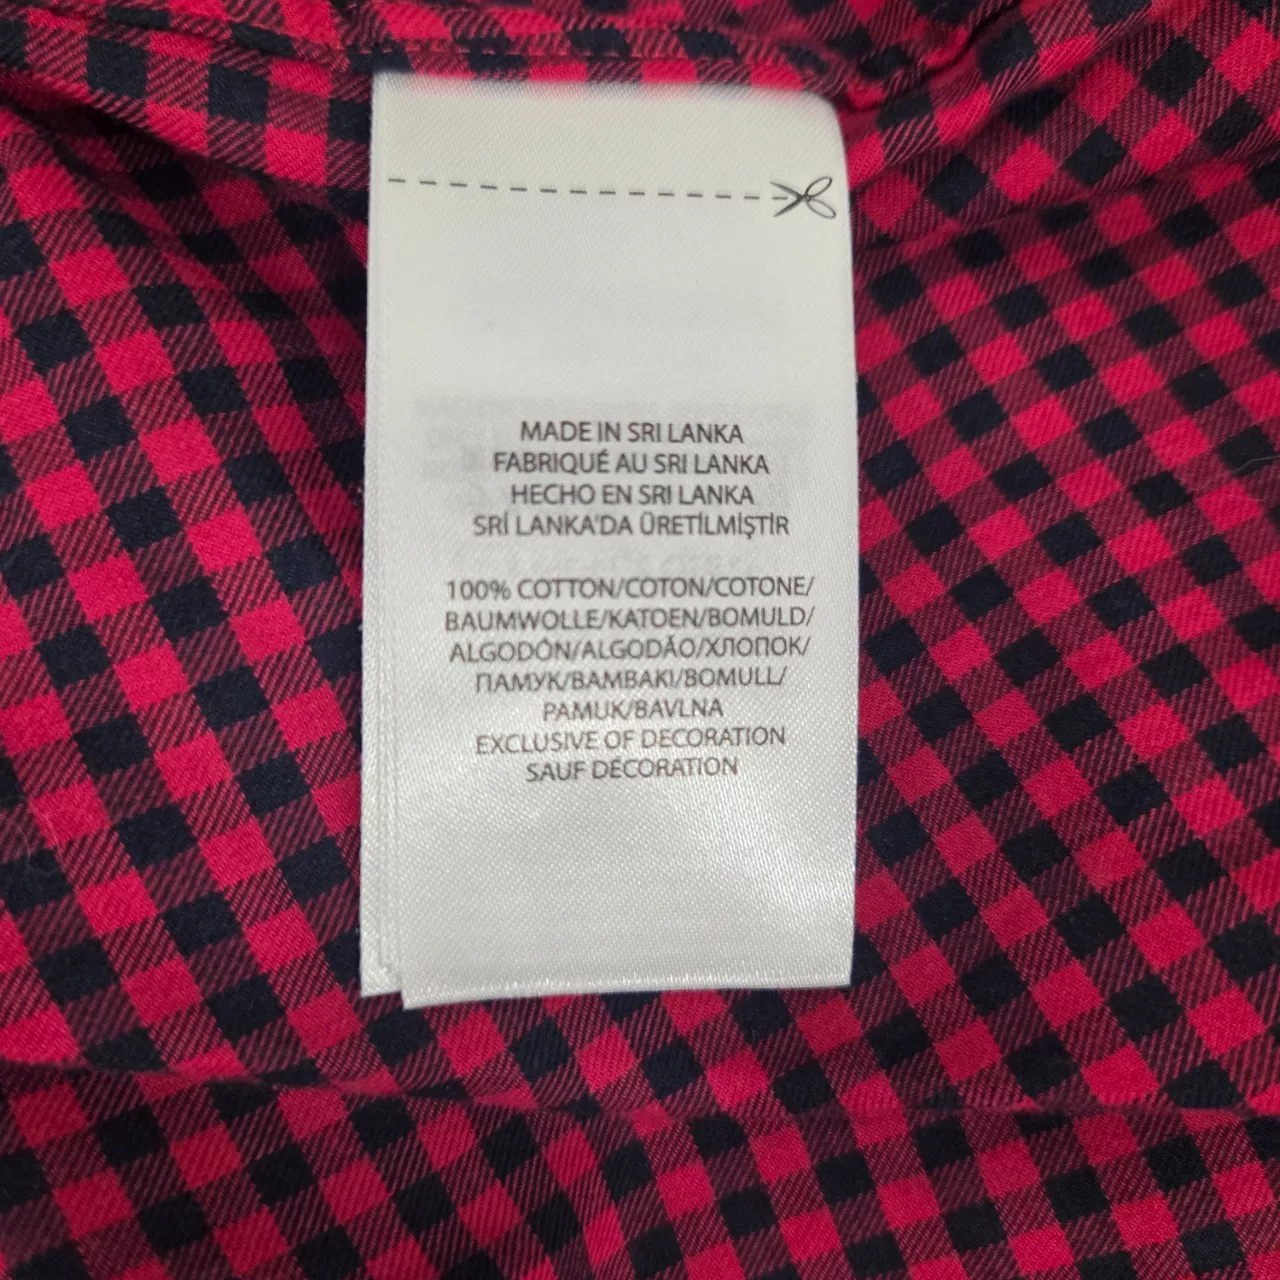 MADE IN SRI LANKA
FABRIQUÉ AU SRI LANKA
HECHO EN SRI LANKA
SRİ LANKA'DA ÜRETİLMİŞTİR
100% COTTON/COTON/COTONE/
BAUMWOLLE/KATOEN/BOMULD/
ALGODÓN/ALGODÃO/ХЛОПОК/
ПАМУК/BAMBAKI/BOMULL/
PAMUK/BAVLNA
EXCLUSIVE OF DECORATION
SAUF DÉCORATION